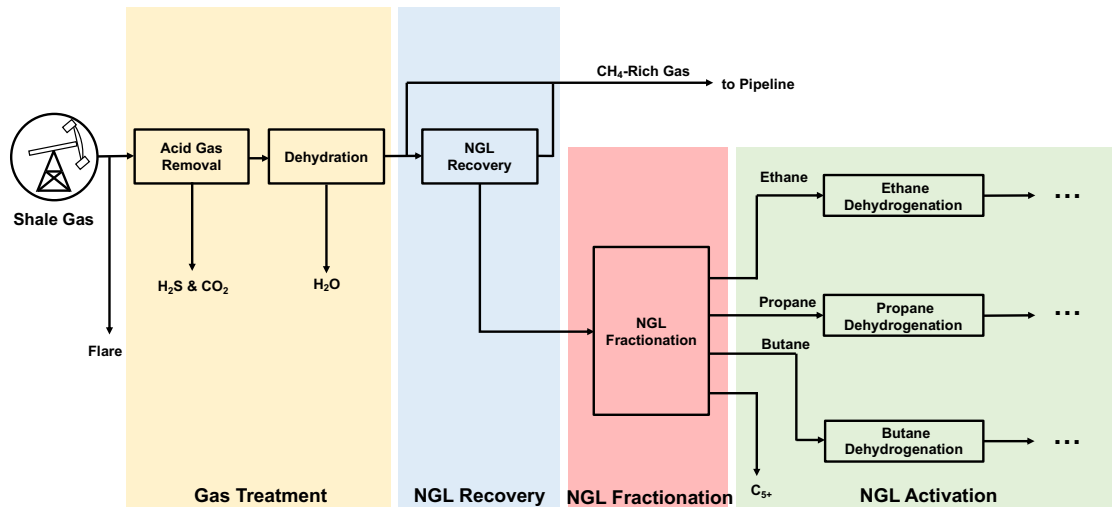 CH₄-Rich Gas
to Pipeline
Acid Gas
Removal
Dehydration
NGL
Recovery
Shale Gas
Ethane
Ethane
Dehydrogenation
...
H₂S & CO₂
H₂O
Propane
Propane
Dehydrogenation
...
NGL
Fractionation
Flare
Butane
Butane
Dehydrogenation
...
C₅₊
Gas Treatment
NGL Recovery
NGL Fractionation
NGL Activation